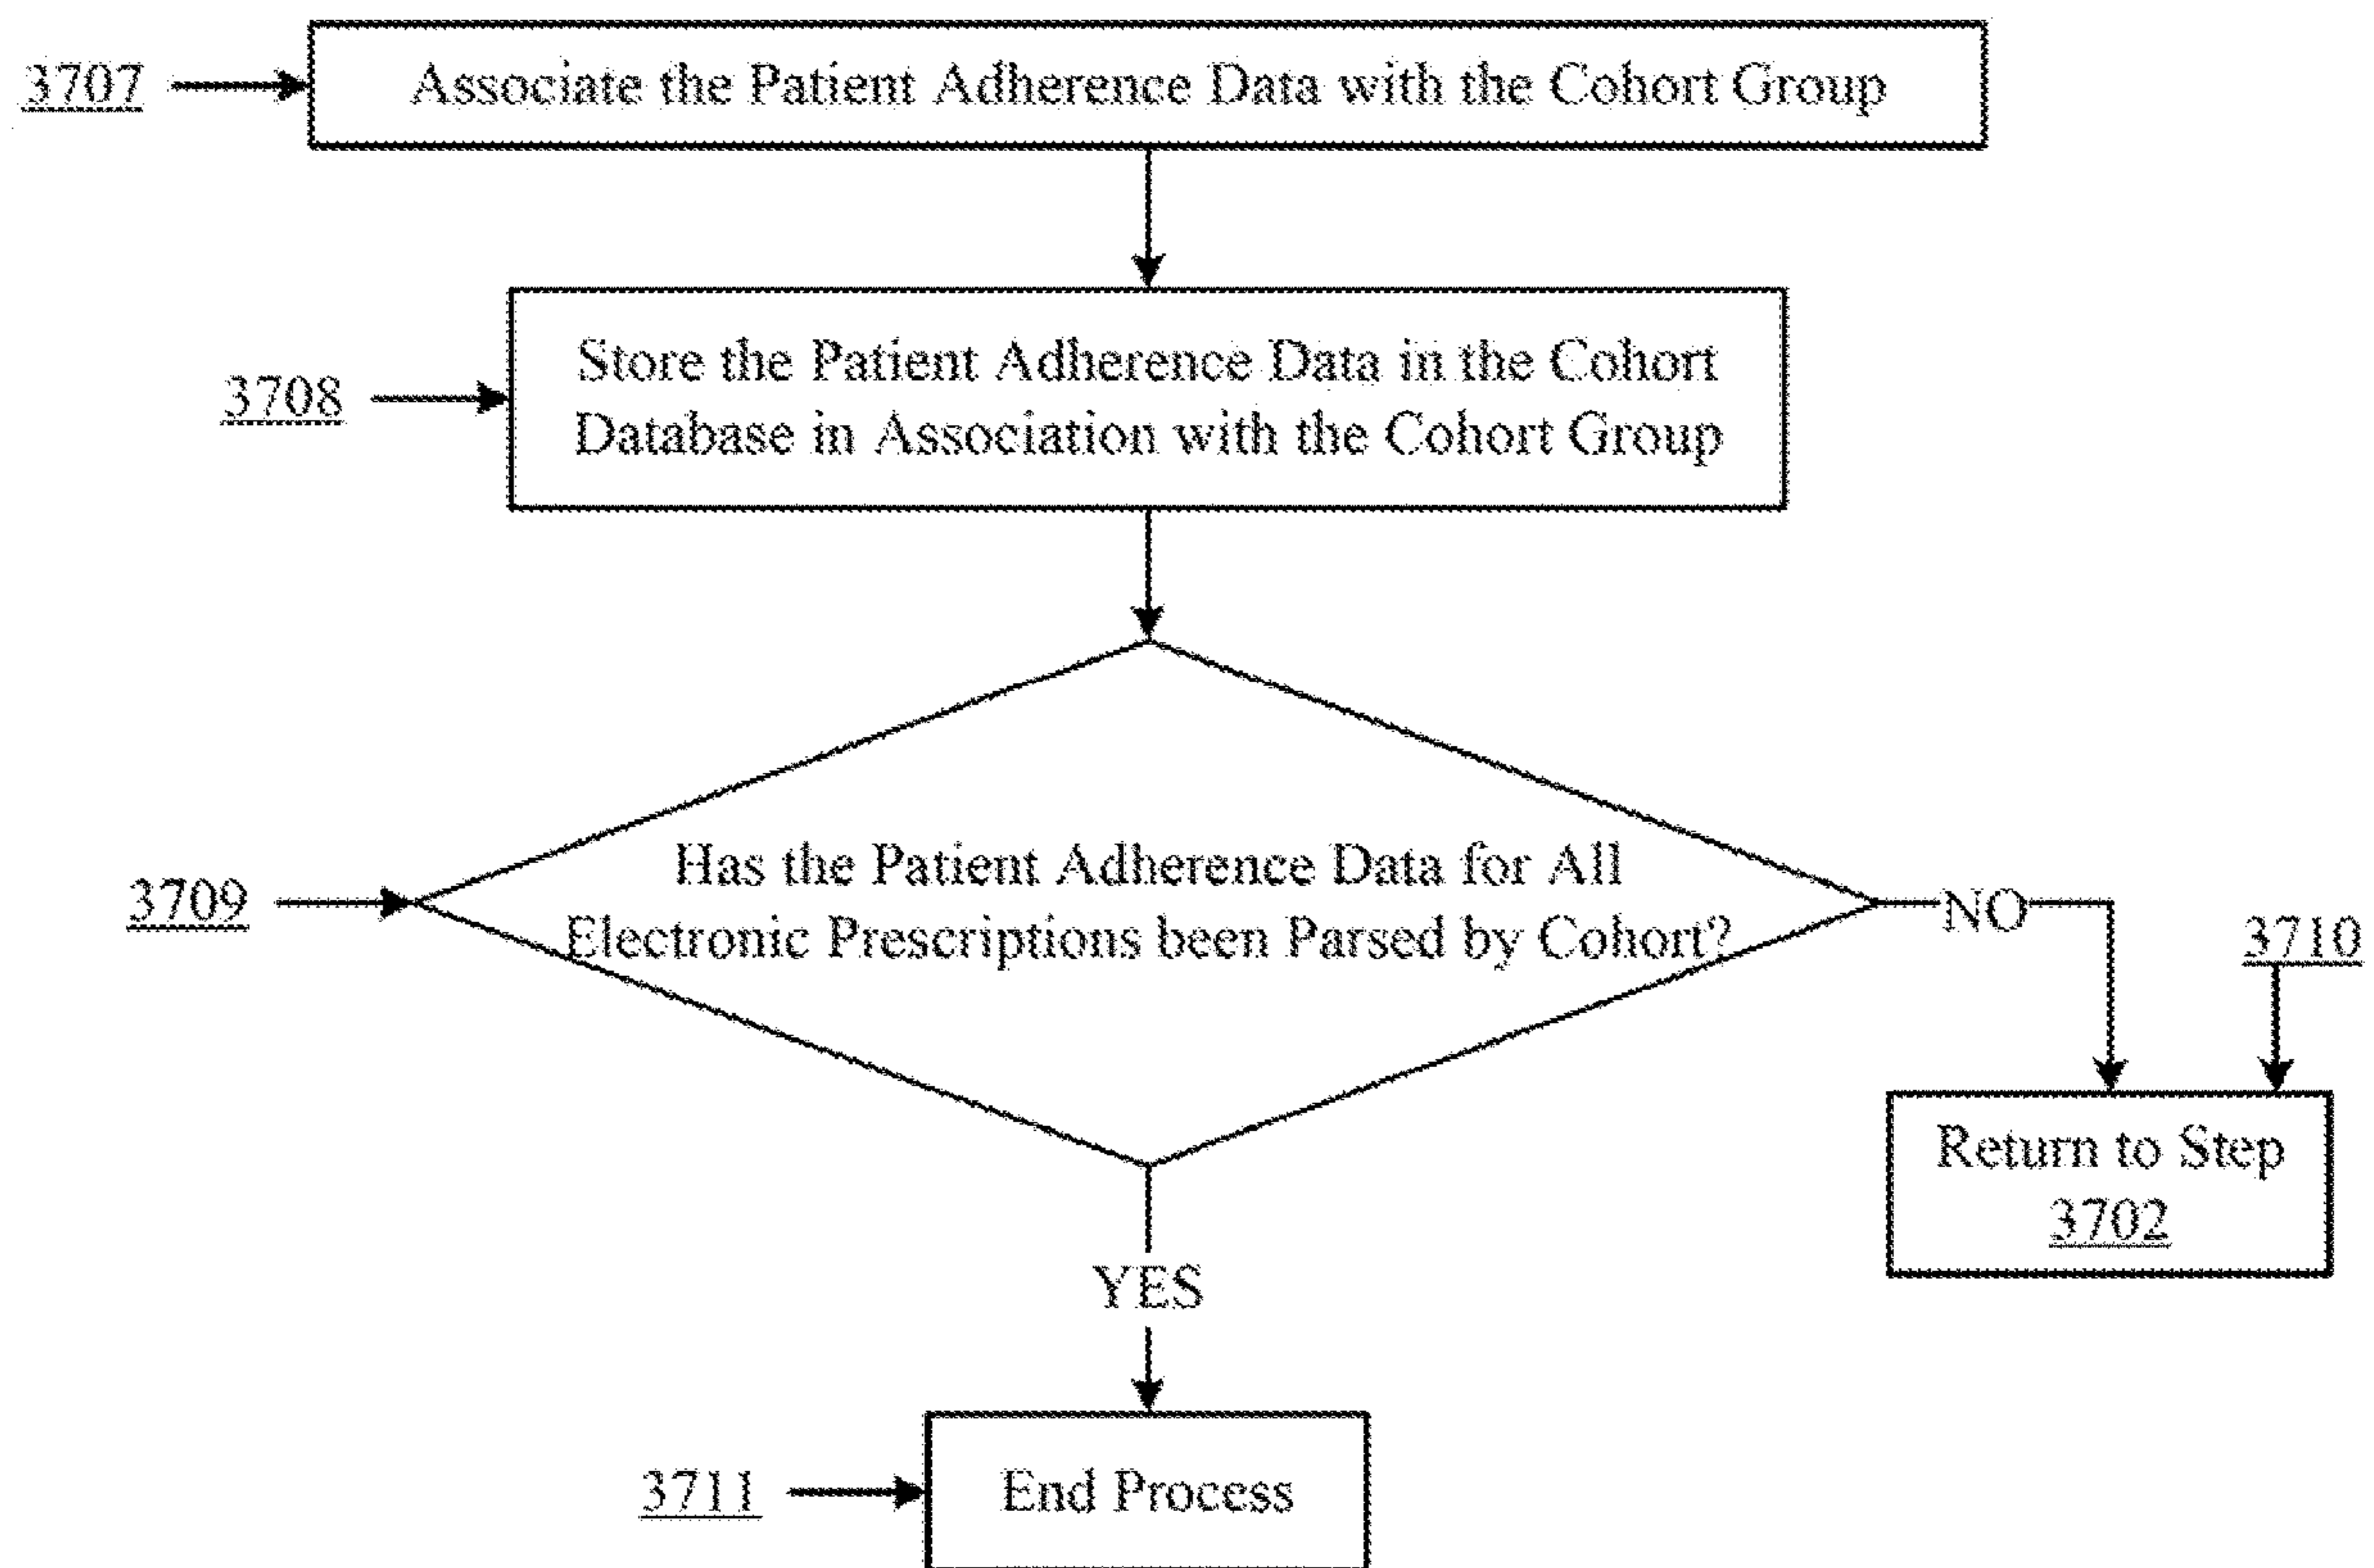 3707
Associate the Patient Adherence Data with the Cohort Group
3708
Store the Patient Adherence Data in the Cohort
Database in Association with the Cohort Group
3709
Has the Patient Adherence Data for All
Electronic Prescriptions been Parsed by Cohort?
NO
3710
Return to Step
3702
YES
3711
End Process